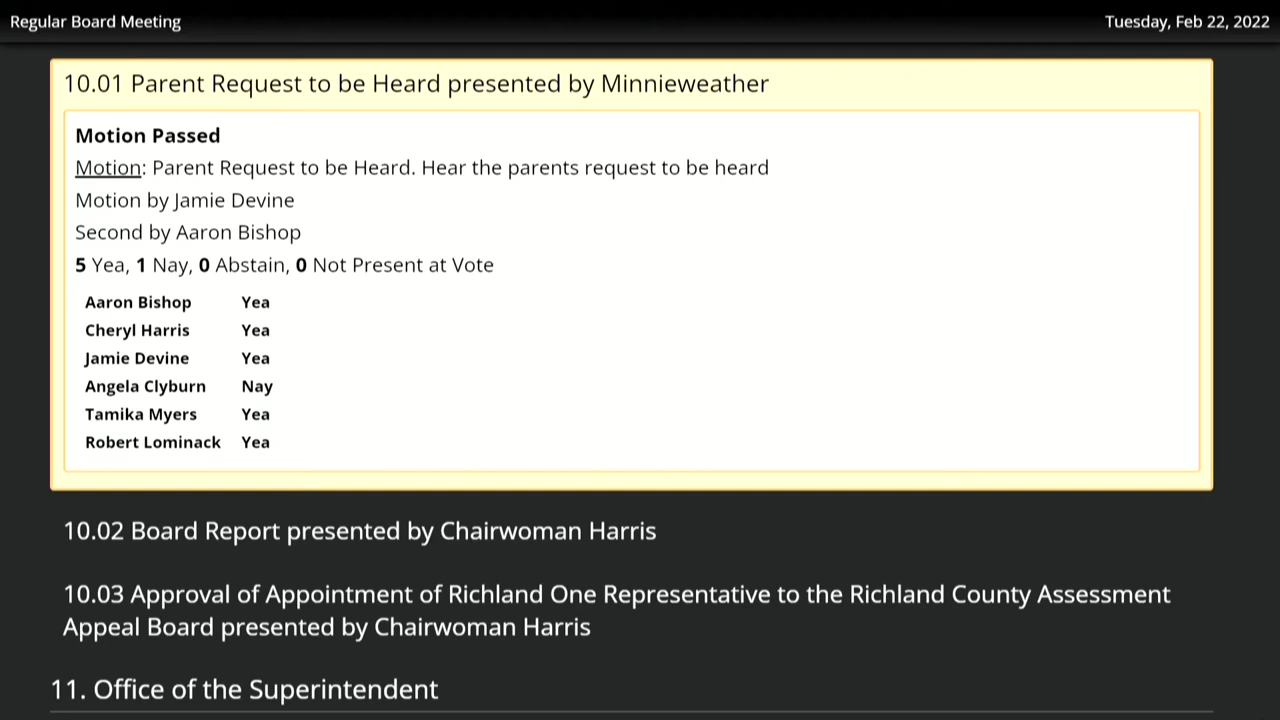 Regular Board Meeting
Tuesday, Feb 22, 2022
10.01 Parent Request to be Heard presented by Minnieweather
Motion Passed
Motion: Parent Request to be Heard. Hear the parents request to be heard
Motion by Jamie Devine
Second by Aaron Bishop
5 Yea, 1 Nay, 0 Abstain, 0 Not Present at Vote
Aaron Bishop Yea
Cheryl Harris Yea
Jamie Devine Yea
Angela Clyburn Nay
Tamika Myers Yea
Robert Lominack Yea
10.02 Board Report presented by Chairwoman Harris
10.03 Approval of Appointment of Richland One Representative to the Richland County Assessment
Appeal Board presented by Chairwoman Harris
11. Office of the Superintendent